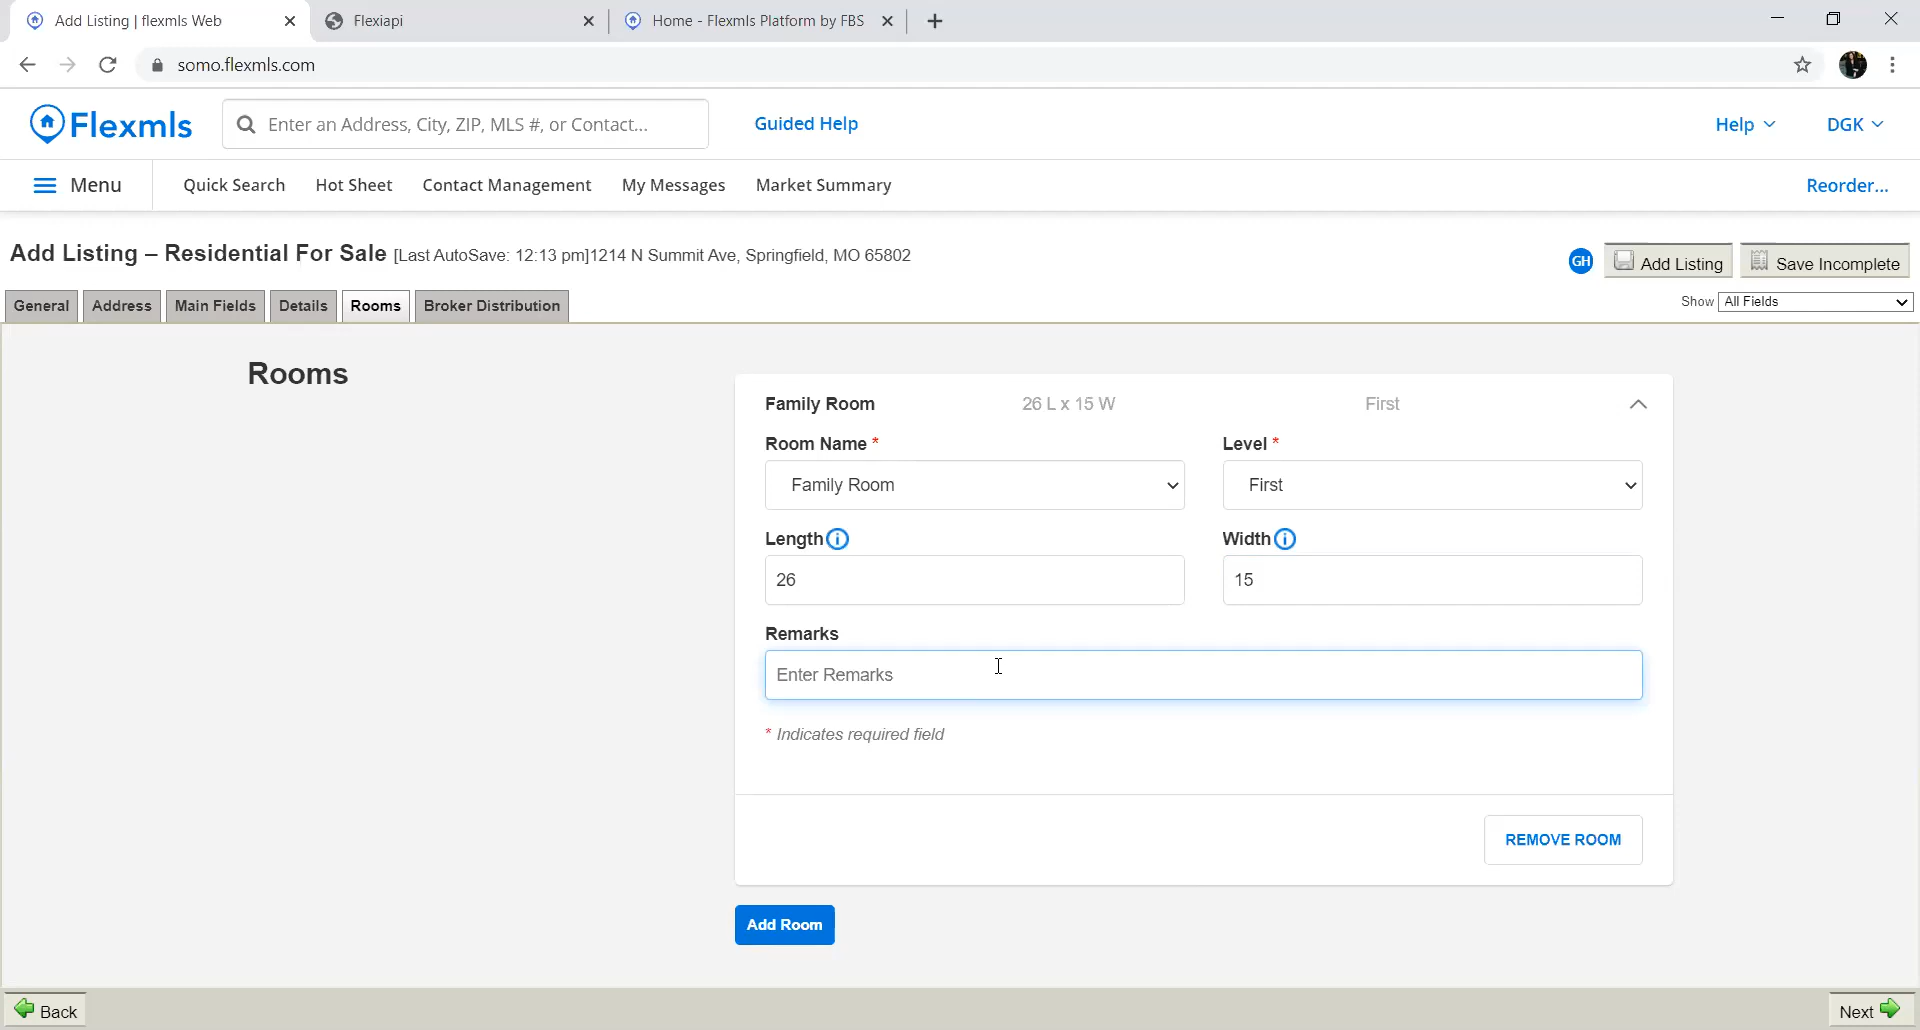 Add Listing | flexmls Web
Flexiapi
Home - Flexmls Platform by FBS
somo.flexmls.com
Flexmls
Enter an Address, City, ZIP, MLS #, or Contact...
Guided Help
Help
DGK
Menu
Quick Search
Hot Sheet
Contact Management
My Messages
Market Summary
Reorder...
Add Listing – Residential For Sale [Last AutoSave: 12:13 pm]1214 N Summit Ave, Springfield, MO 65802
GH
Add Listing
Save Incomplete
General
Address
Main Fields
Details
Rooms
Broker Distribution
Show All Fields
Rooms
Family Room 26 L x 15 W First
Room Name *
Level *
Family Room
First
Length i
Width i
26
15
Remarks
Enter Remarks
* Indicates required field
REMOVE ROOM
Add Room
Back
Next